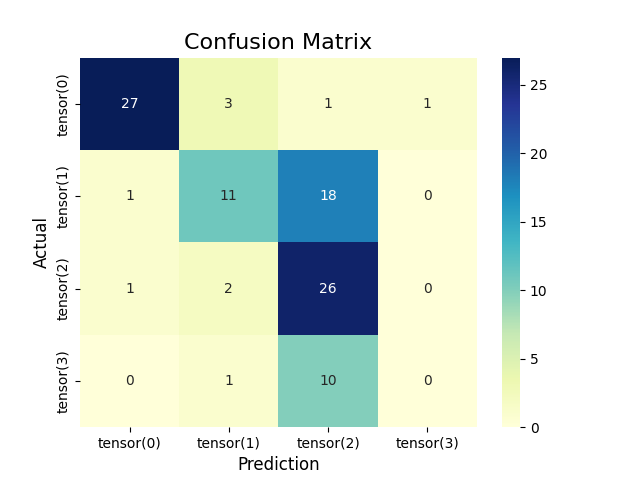 Confusion Matrix
Actual
tensor(0) 27 3 1 1
tensor(1) 1 11 18 0
tensor(2) 1 2 26 0
tensor(3) 0 1 10 0
tensor(0) tensor(1) tensor(2) tensor(3)
Prediction
25
20
15
10
5
0